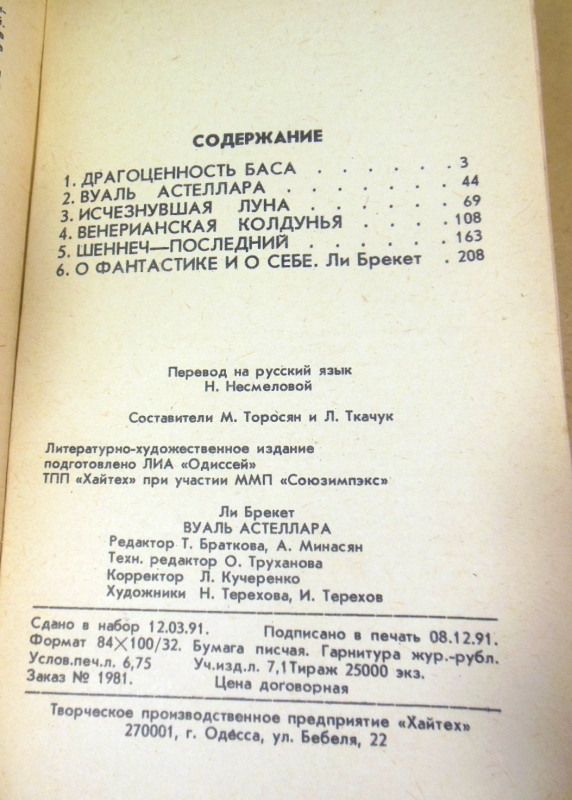 СОДЕРЖАНИЕ
1. ДРАГОЦЕННОСТЬ БАСА . . . . . . 3
2. ВУАЛЬ АСТЕЛЛАРА . . . . . . . 44
3. ИСЧЕЗНУВШАЯ ЛУНА . . . . . . 69
4. ВЕНЕРИАНСКАЯ КОЛДУНЬЯ . . . . 108
5. ШЕННЕЧ—ПОСЛЕДНИЙ . . . . . . 163
6. О ФАНТАСТИКЕ И О СЕБЕ. Ли Брекет . 208
Перевод на русский язык
Н. Несмеловой
Составители М. Торосян и Л. Ткачук
Литературно-художественное издание
подготовлено ЛИА «Одиссей»
ТПП «Хайтех» при участии ММП «Союзимпэкс»
Ли Брекет
ВУАЛЬ АСТЕЛЛАРА
Редактор Т. Браткова, А. Минасян
Техн. редактор О. Труханова
Корректор Л. Кучеренко
Художники Н. Терехова, И. Терехов
Сдано в набор 12.03.91. Подписано в печать 08.12.91.
Формат 84×100/32. Бумага писчая. Гарнитура жур.-рубл.
Услов.печ.л. 6,75 Уч.изд.л. 7,1 Тираж 25000 экз.
Заказ № 1981. Цена договорная
Творческое производственное предприятие «Хайтех»
270001, г. Одесса, ул. Бебеля, 22